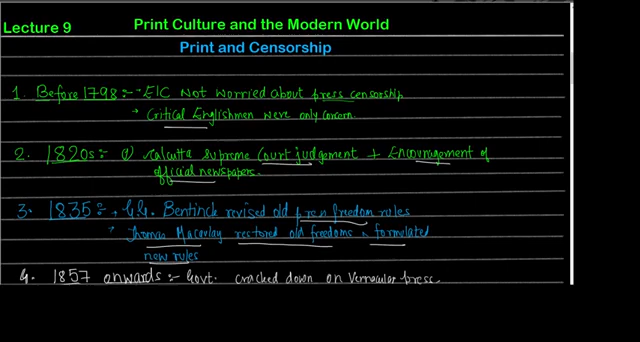 Lecture 9
Print Culture and the Modern World
Print and Censorship
1. Before 1798 :- · EIC Not worried about press censorship
· Critical Englishmen were only concern.
2. 1820s :- a) Calcutta supreme court judgement + Encouragement of
official newspapers.
3. 1835 :- · G.G. Bentinck revised old press freedom rules
· Thomas Macaulay restored old freedoms & formelated
new rules
4. 1857 onwards :- Govt. cracked down on vernacular press.